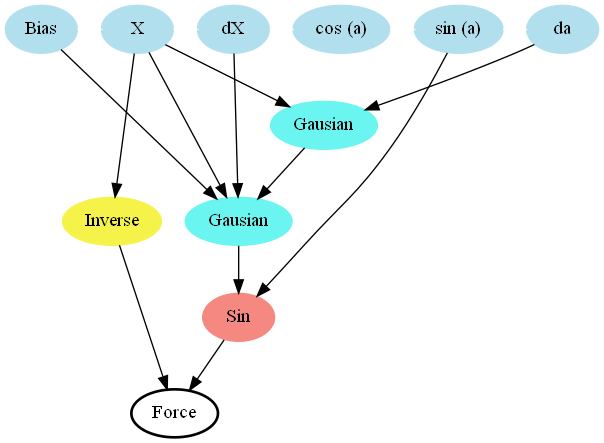 Bias
X
dX
cos (a)
sin (a)
da
Gausian
Inverse
Gausian
Sin
Force